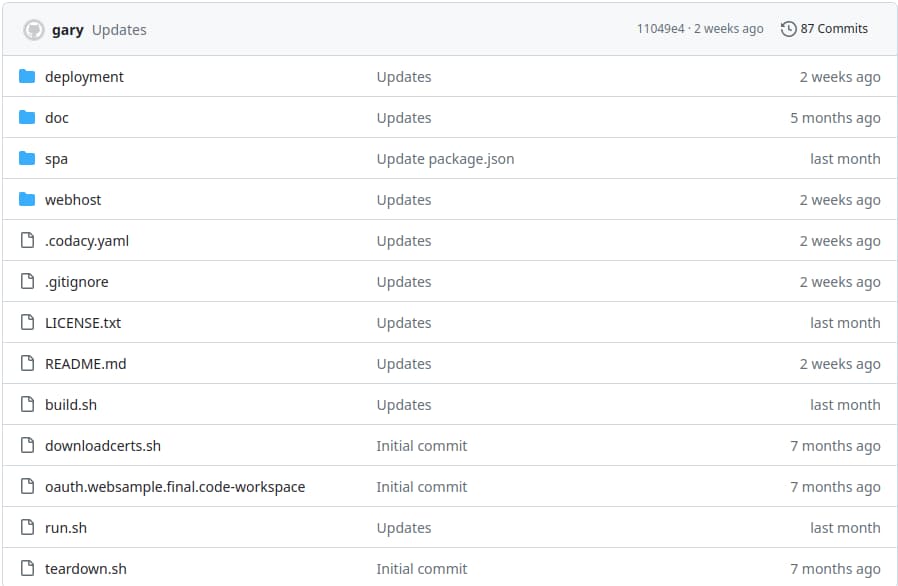 gary Updates 11049e4 · 2 weeks ago 87 Commits
deployment Updates 2 weeks ago
doc Updates 5 months ago
spa Update package.json last month
webhost Updates 2 weeks ago
.codacy.yaml Updates 2 weeks ago
.gitignore Updates 2 weeks ago
LICENSE.txt Updates last month
README.md Updates 2 weeks ago
build.sh Updates last month
downloadcerts.sh Initial commit 7 months ago
oauth.websample.final.code-workspace Initial commit 7 months ago
run.sh Updates last month
teardown.sh Initial commit 7 months ago